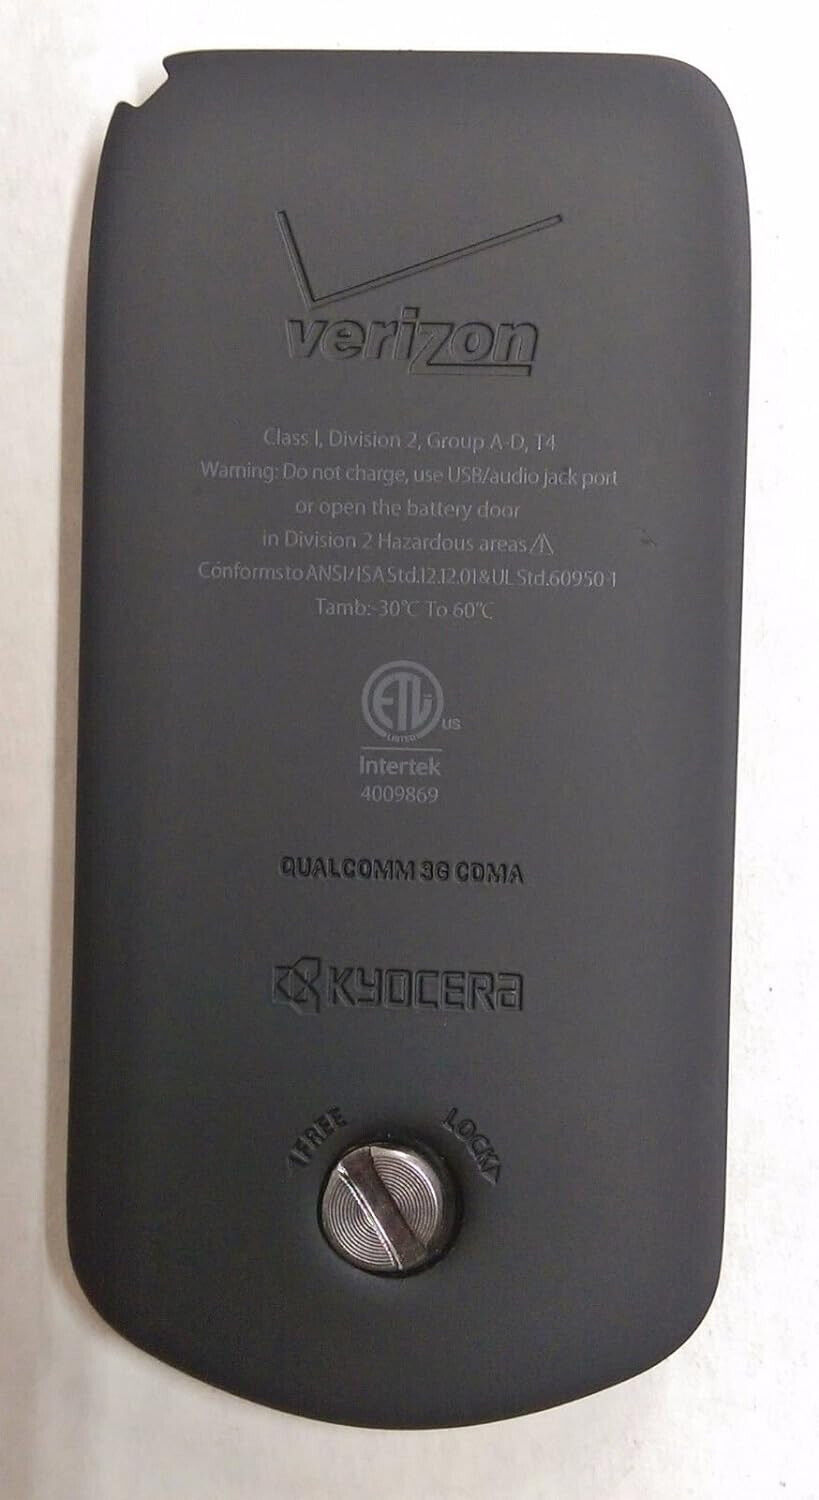 verizon
Class I, Division 2, Group A-D, T4
Warning: Do not charge, use USB/audio jack port
or open the battery door
in Division 2 Hazardous areas ⚠
Conforms to ANSI/ISA Std.12.12.01 & UL Std.60950-1
Tamb:-30°C To 60°C
ETL
LISTED
US
Intertek
4009869
QUALCOMM 3G CDMA
KYOCERA
FREE LOCK